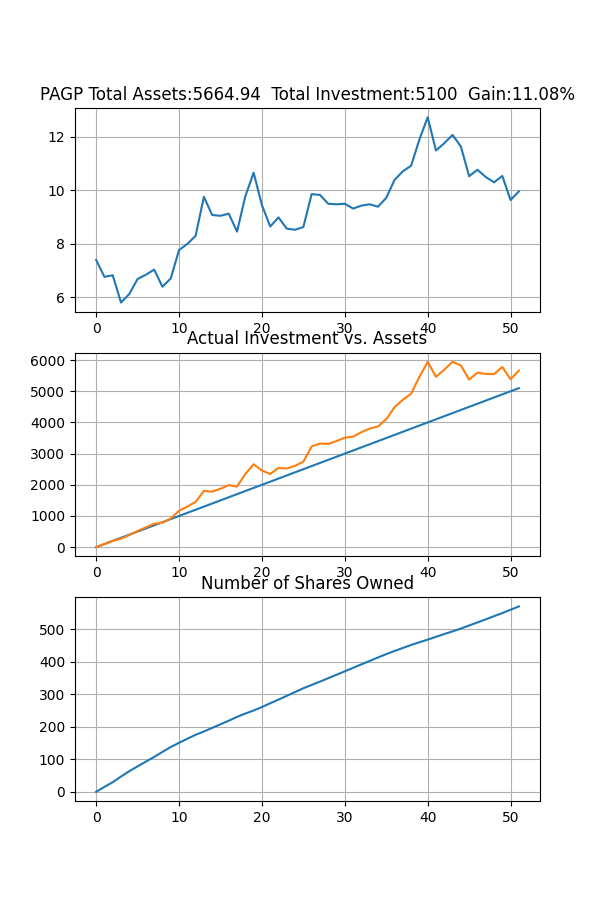 PAGP Total Assets:5664.94  Total Investment:5100  Gain:11.08%
12
10
8
6
0 10 20 30 40 50
Actual Investment vs. Assets
6000
5000
4000
3000
2000
1000
0
0 10 20 30 40 50
Number of Shares Owned
500
400
300
200
100
0
0 10 20 30 40 50